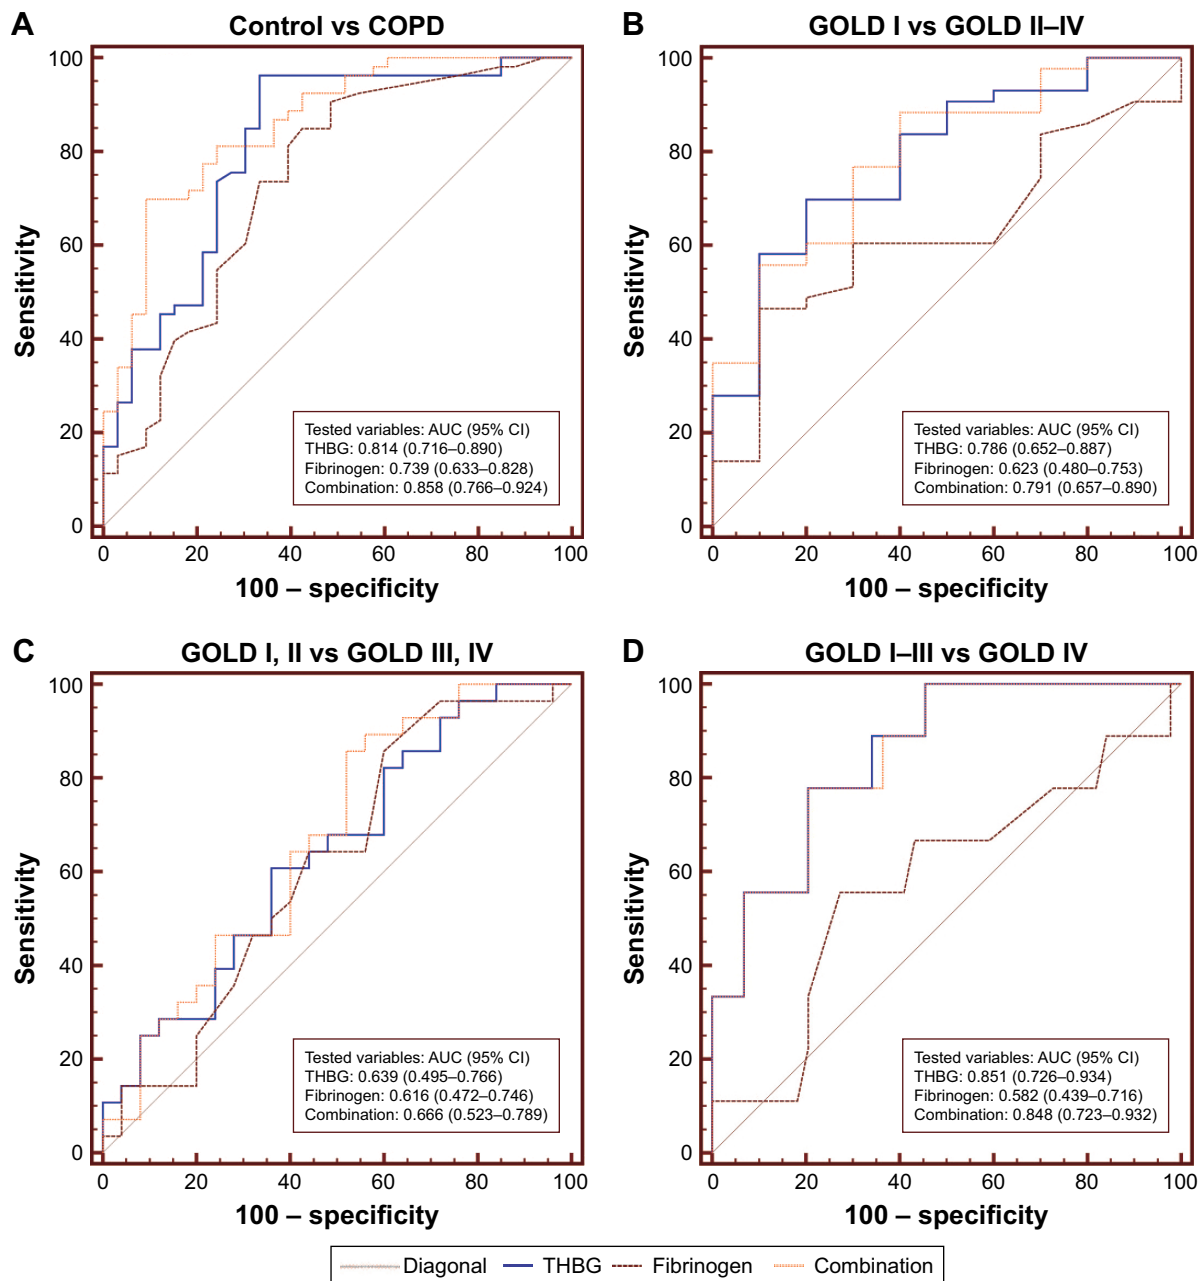 A
Control vs COPD
100
80
60
40
20
0
Sensitivity
Tested variables: AUC (95% CI)
THBG: 0.814 (0.716–0.890)
Fibrinogen: 0.739 (0.633–0.828)
Combination: 0.858 (0.766–0.924)
0 20 40 60 80 100
100 – specificity
B
GOLD I vs GOLD II–IV
100
80
60
40
20
0
Sensitivity
Tested variables: AUC (95% CI)
THBG: 0.786 (0.652–0.887)
Fibrinogen: 0.623 (0.480–0.753)
Combination: 0.791 (0.657–0.890)
0 20 40 60 80 100
100 – specificity
C
GOLD I, II vs GOLD III, IV
100
80
60
40
20
0
Sensitivity
Tested variables: AUC (95% CI)
THBG: 0.639 (0.495–0.766)
Fibrinogen: 0.616 (0.472–0.746)
Combination: 0.666 (0.523–0.789)
0 20 40 60 80 100
100 – specificity
D
GOLD I–III vs GOLD IV
100
80
60
40
20
0
Sensitivity
Tested variables: AUC (95% CI)
THBG: 0.851 (0.726–0.934)
Fibrinogen: 0.582 (0.439–0.716)
Combination: 0.848 (0.723–0.932)
0 20 40 60 80 100
100 – specificity
Diagonal THBG Fibrinogen Combination